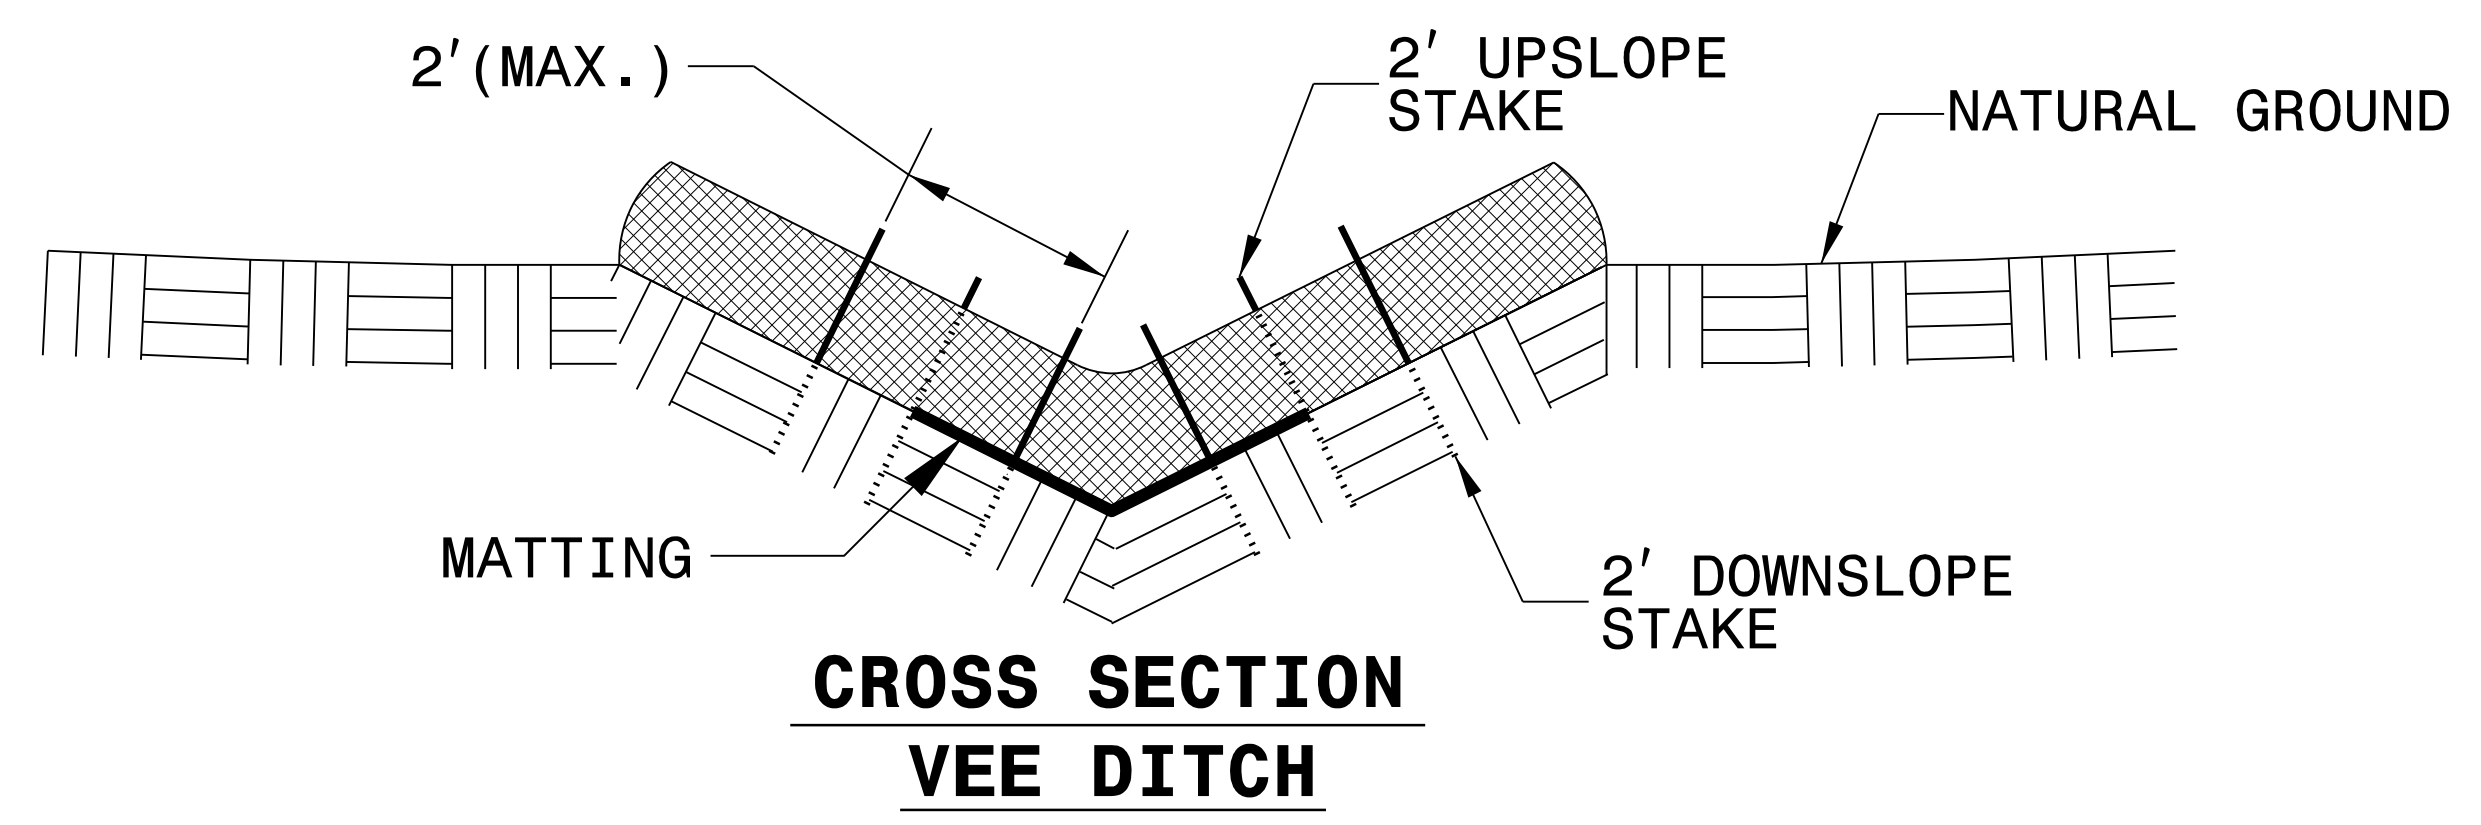 2'(MAX.)
2' UPSLOPE
STAKE
NATURAL GROUND
MATTING
2' DOWNSLOPE
STAKE
CROSS SECTION
VEE DITCH